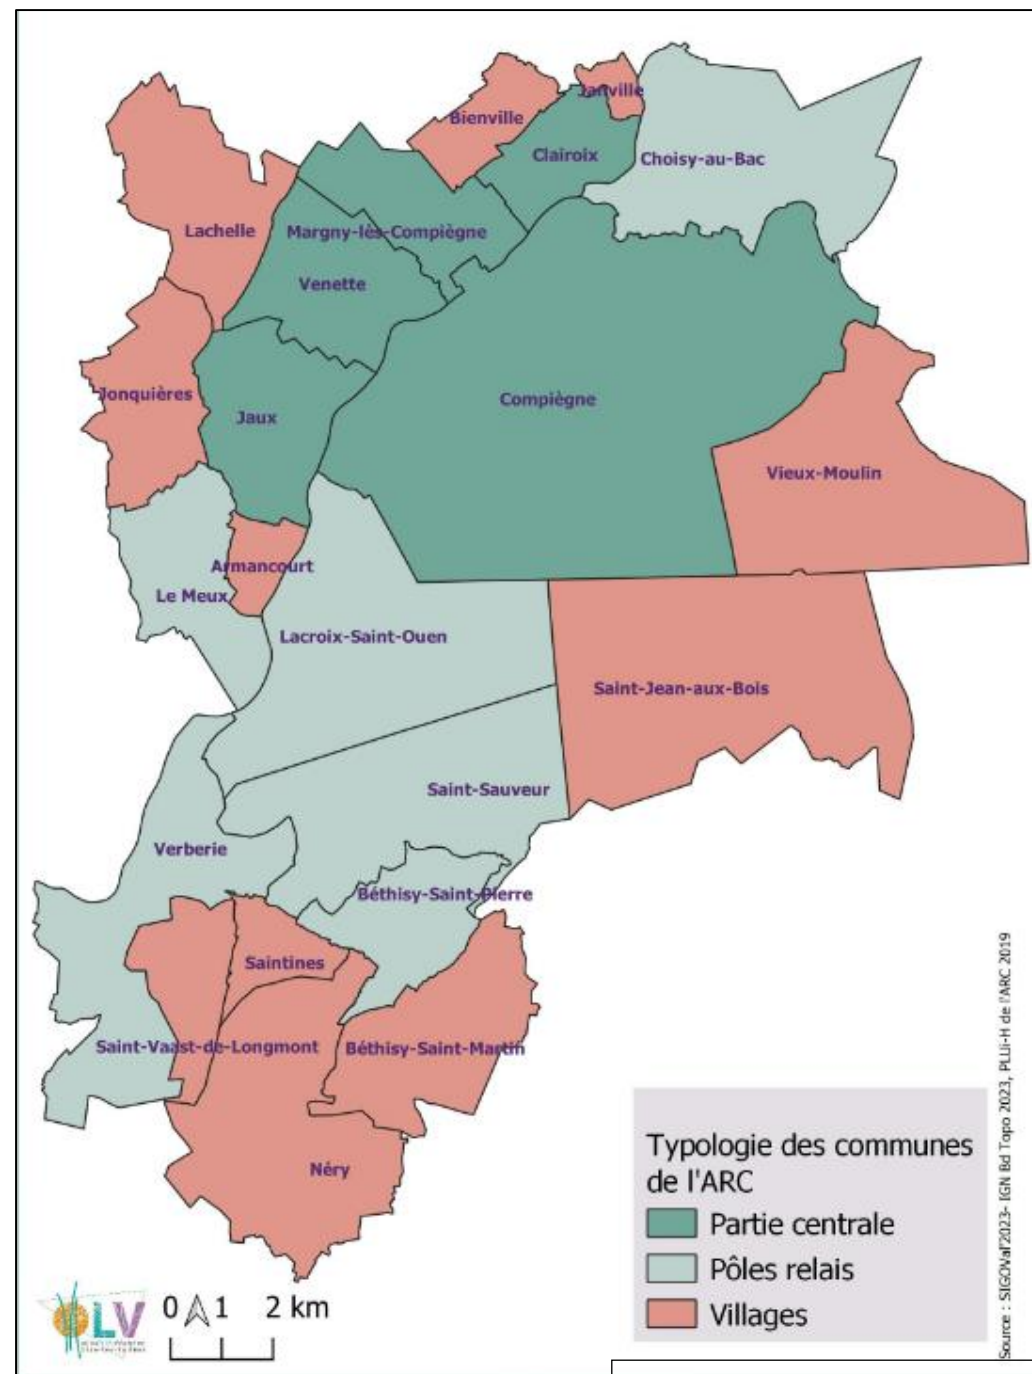 Janville
Bienville
Clairoix
Choisy-au-Bac
Lachelle
Margny-lès-Compiègne
Venette
Jonquières
Compiègne
Jaux
Vieux-Moulin
Armancourt
Le Meux
Lacroix-Saint-Ouen
Saint-Jean-aux-Bois
Saint-Sauveur
Verberie
Béthisy-Saint-Pierre
Saintines
Saint-Vaast-de-Longmont
Béthisy-Saint-Martin
Néry
Typologie des communes
de l'ARC
Partie centrale
Pôles relais
Villages
0 1 2 km
OLV
Source : SIGOVal'2023- IGN Bd Topo 2023, PLUi-H de l'ARC 2019